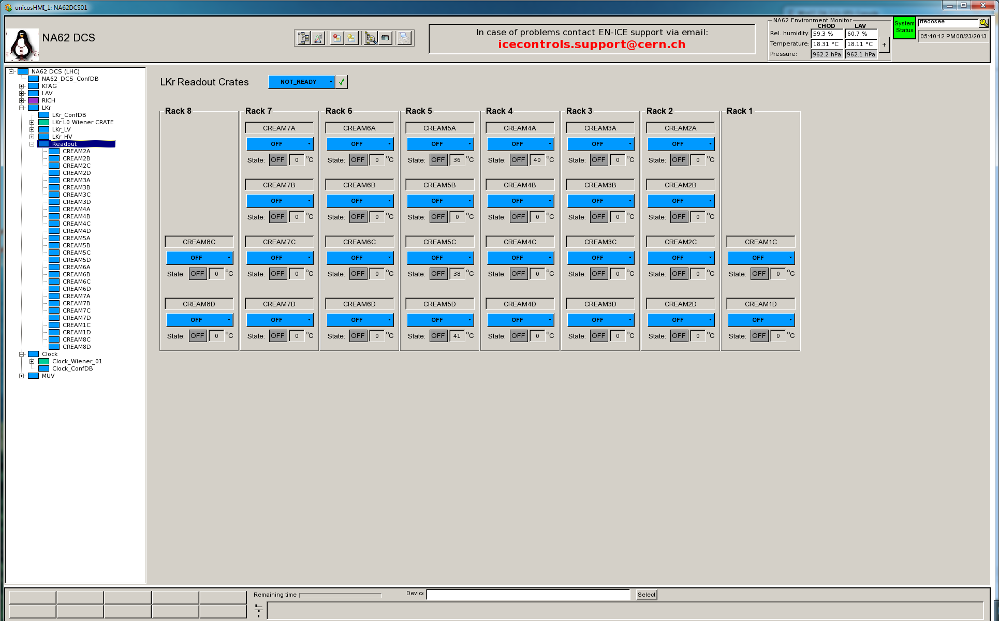 unicosHMI_1: NA62DCS01
NA62 DCS
In case of problems contact EN-ICE support via email:
icecontrols.support@cern.ch
NA62 Environment Monitor
CHOD LAV
Rel. humidity: 59.3 % 60.7 %
Temperature: 18.31 °C 18.11 °C +
Pressure: 962.2 hPa 962.1 hPa
System
Status
rfedosee
05:40:12 PM 08/23/2013
NA62 DCS (LHC)
NA62_DCS_ConfDB
KTAG
LAV
RICH
LKr
LKr_ConfDB
LKr L0 Wiener CRATE
LKr_LV
LKr_HV
Readout
CREAM2A
CREAM2B
CREAM2C
CREAM2D
CREAM3A
CREAM3B
CREAM3C
CREAM3D
CREAM4A
CREAM4B
CREAM4C
CREAM4D
CREAM5A
CREAM5B
CREAM5C
CREAM5D
CREAM6A
CREAM6B
CREAM6C
CREAM6D
CREAM7A
CREAM7B
CREAM7C
CREAM7D
CREAM1C
CREAM1D
CREAM8C
CREAM8D
Clock
Clock_Wiener_01
Clock_ConfDB
MUV
LKr Readout Crates NOT_READY
Rack 8 Rack 7 Rack 6 Rack 5 Rack 4 Rack 3 Rack 2 Rack 1
CREAM7A CREAM6A CREAM5A CREAM4A CREAM3A CREAM2A
OFF OFF OFF OFF OFF OFF
State: OFF 0 °C State: OFF 0 °C State: OFF 36 °C State: OFF 40 °C State: OFF 0 °C State: OFF 0 °C
CREAM7B CREAM6B CREAM5B CREAM4B CREAM3B CREAM2B
OFF OFF OFF OFF OFF OFF
State: OFF 0 °C State: OFF 0 °C State: OFF 0 °C State: OFF 0 °C State: OFF 0 °C State: OFF 0 °C
CREAM8C CREAM7C CREAM6C CREAM5C CREAM4C CREAM3C CREAM2C CREAM1C
OFF OFF OFF OFF OFF OFF OFF OFF
State: OFF 0 °C State: OFF 0 °C State: OFF 0 °C State: OFF 38 °C State: OFF 0 °C State: OFF 0 °C State: OFF 0 °C State: OFF 0 °C
CREAM8D CREAM7D CREAM6D CREAM5D CREAM4D CREAM3D CREAM2D CREAM1D
OFF OFF OFF OFF OFF OFF OFF OFF
State: OFF 0 °C State: OFF 0 °C State: OFF 0 °C State: OFF 41 °C State: OFF 0 °C State: OFF 0 °C State: OFF 0 °C State: OFF 0 °C
Remaining time Device Select